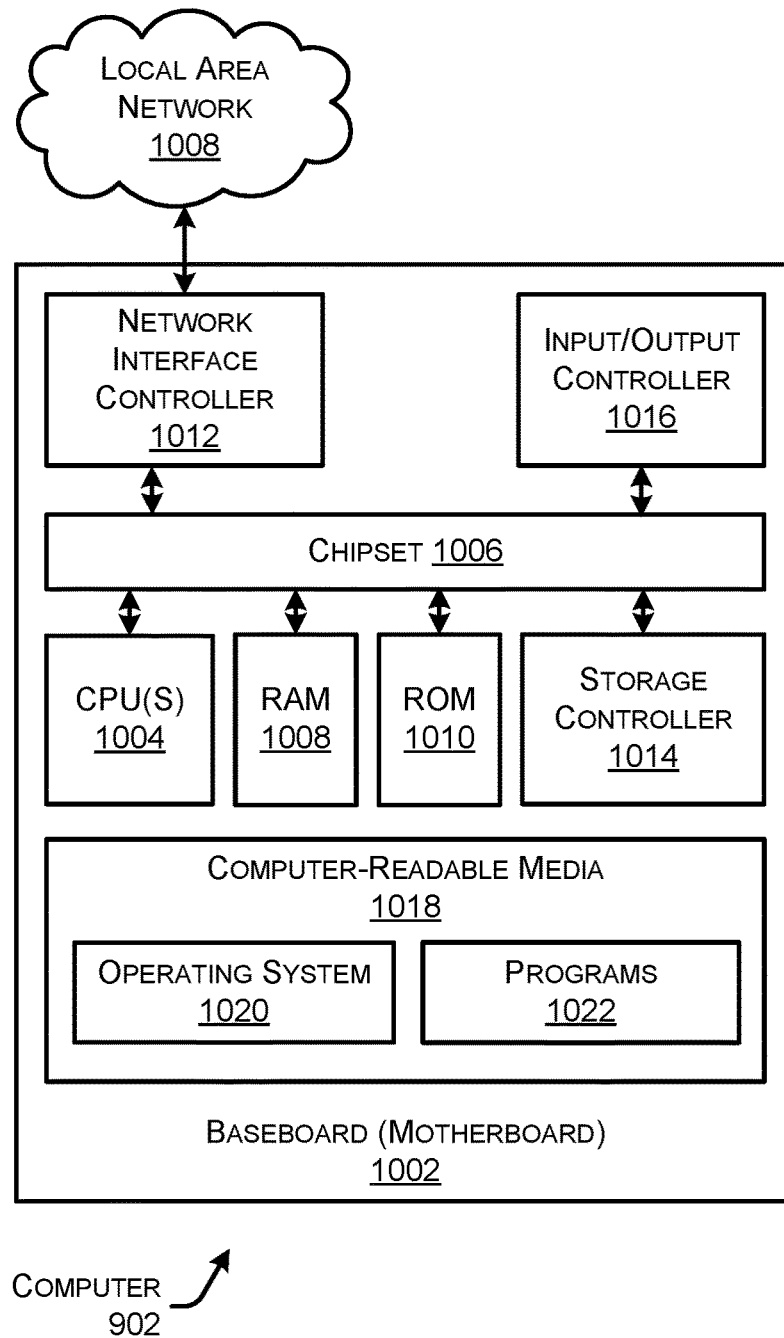 LOCAL AREA
NETWORK
1008
NETWORK
INTERFACE
CONTROLLER
1012
INPUT/OUTPUT
CONTROLLER
1016
CHIPSET 1006
CPU(S)
1004
RAM
1008
ROM
1010
STORAGE
CONTROLLER
1014
COMPUTER-READABLE MEDIA
1018
OPERATING SYSTEM
1020
PROGRAMS
1022
BASEBOARD (MOTHERBOARD)
1002
COMPUTER
902